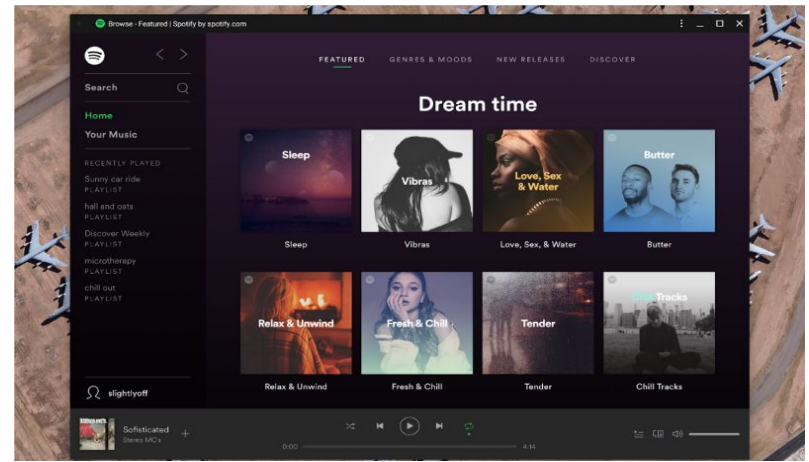 Browse - Featured | Spotify by spotify.com
Search
Home
Your Music
RECENTLY PLAYED
Sunny car ride
PLAYLIST
hall and oats
PLAYLIST
Discover Weekly
PLAYLIST
microtherapy
PLAYLIST
chill out
PLAYLIST
slightlyoff
FEATURED GENRES & MOODS NEW RELEASES DISCOVER
Dream time
Sleep
Vibras
Love, Sex
& Water
Butter
Sleep Vibras Love, Sex, & Water Butter
Relax & Unwind
Fresh & Chill
Tender
Chill Tracks
Relax & Unwind Fresh & Chill Tender Chill Tracks
Sofisticated
Stereo MC's
0:00 4:14